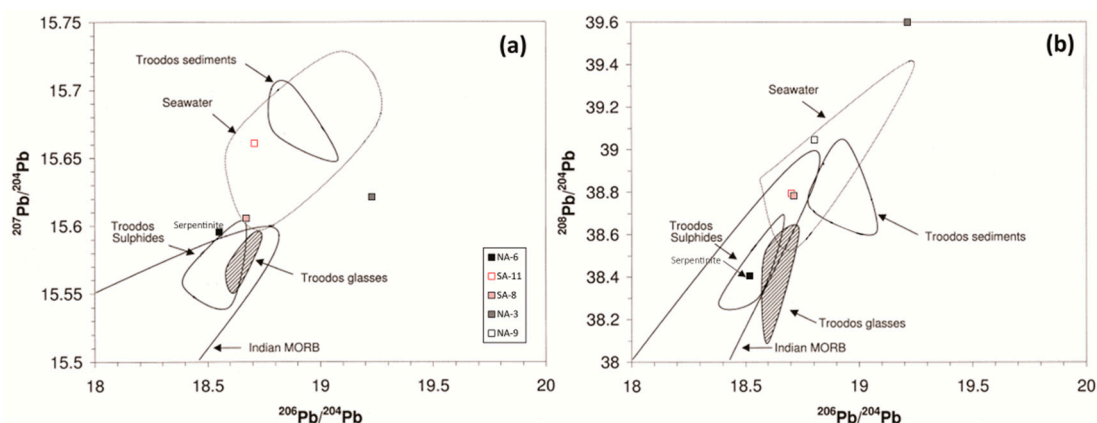 15.75
15.7
15.65
15.6
15.55
15.5
207Pb/204Pb
(a)
Troodos sediments
Seawater
Troodos
Sulphides
Serpentinite
Troodos glasses
Indian MORB
NA-6
SA-11
SA-8
NA-3
NA-9
18
18.5
19
19.5
20
206Pb/204Pb
39.6
39.4
39.2
39
38.8
38.6
38.4
38.2
38
208Pb/204Pb
(b)
Seawater
Troodos
Sulphides
Serpentinite
Troodos sediments
Troodos glasses
Indian MORB
18
18.5
19
19.5
20
206Pb/204Pb